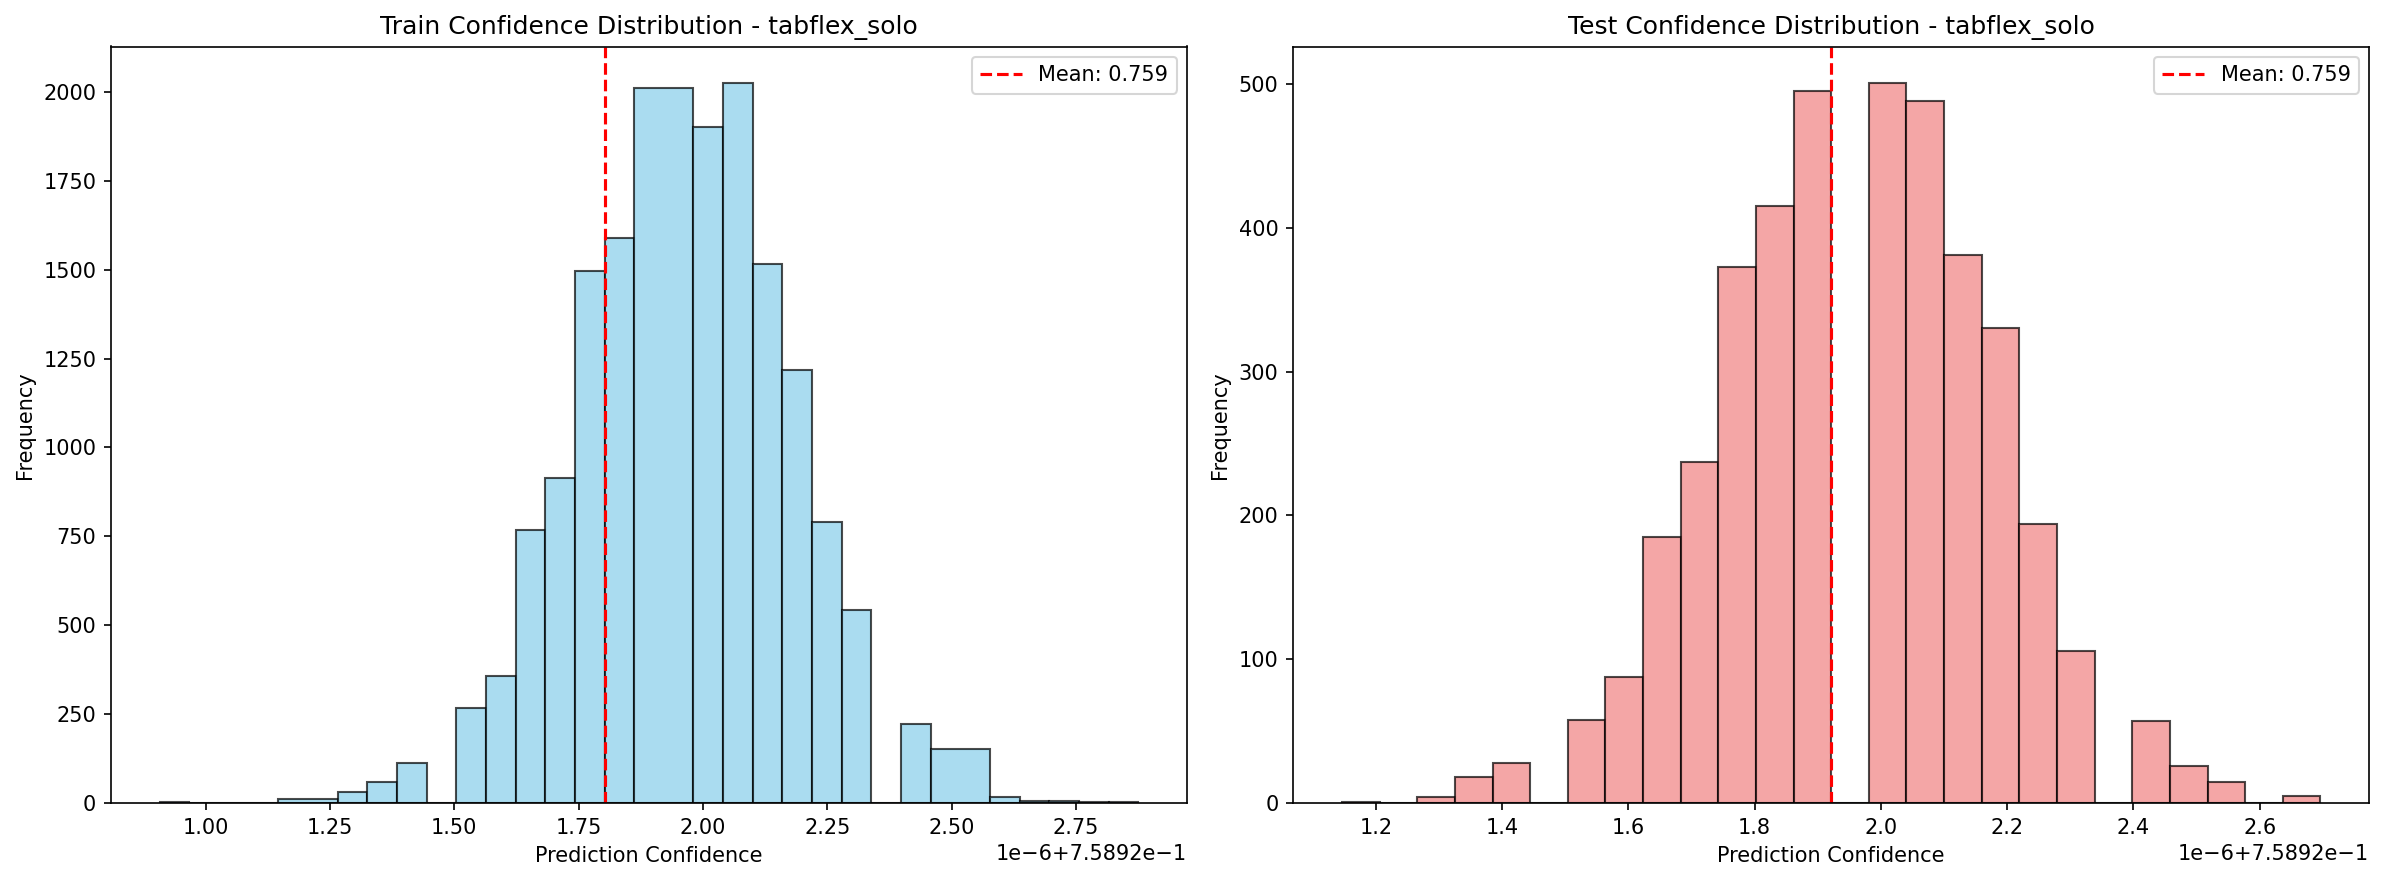 Train Confidence Distribution - tabflex_solo
Mean: 0.759
Frequency
2000
1750
1500
1250
1000
750
500
250
0
1.00 1.25 1.50 1.75 2.00 2.25 2.50 2.75
Prediction Confidence
1e−6+7.5892e−1
Test Confidence Distribution - tabflex_solo
Mean: 0.759
Frequency
500
400
300
200
100
0
1.2 1.4 1.6 1.8 2.0 2.2 2.4 2.6
Prediction Confidence
1e−6+7.5892e−1